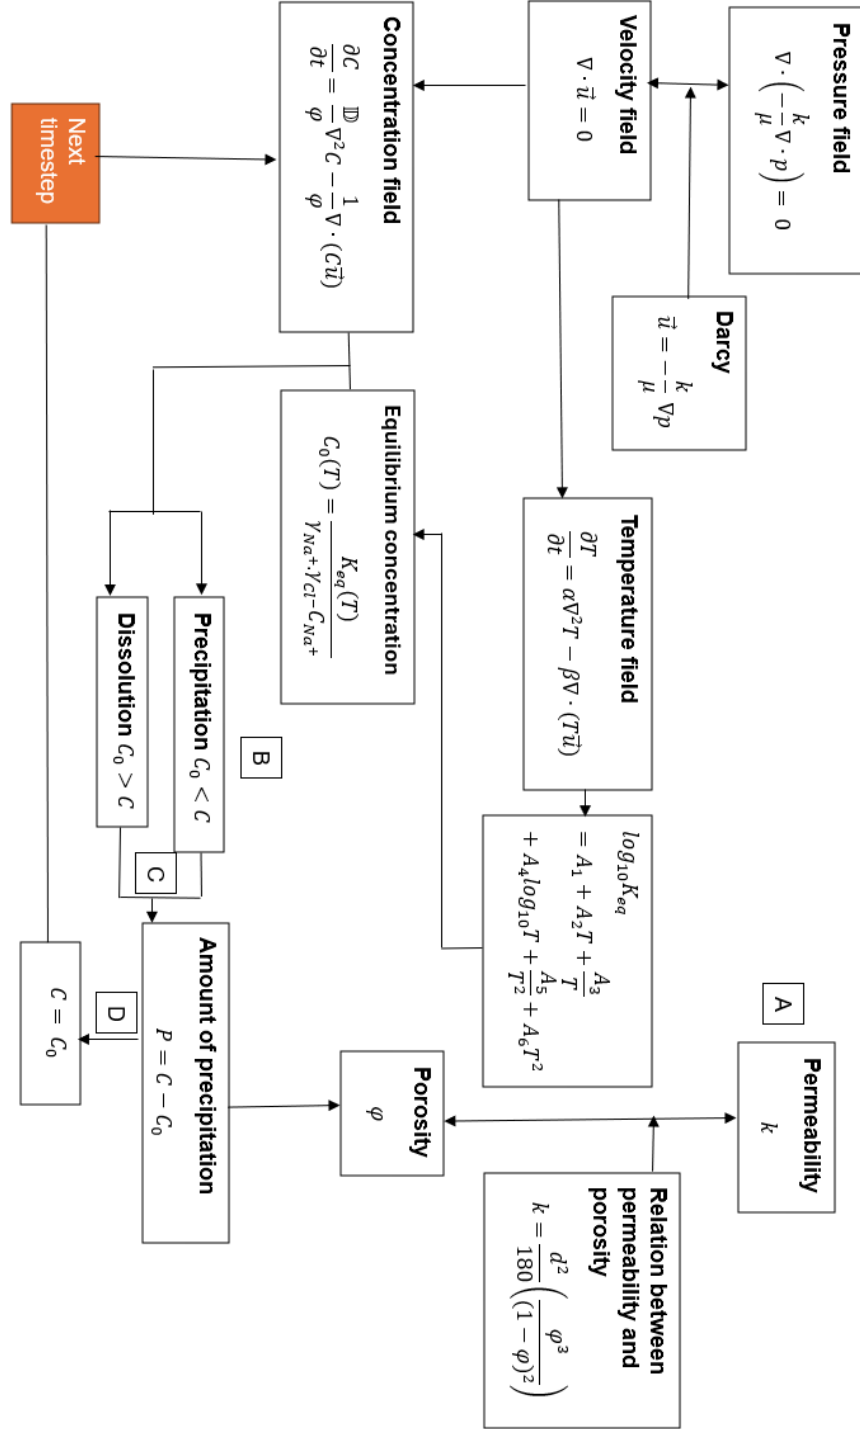 Pressure field
∇ · (−k/μ ∇ · p) = 0
Darcy
u⃗ = −k/μ ∇p
Velocity field
∇ · u⃗ = 0
Concentration field
∂C/∂t = 𝔻/φ ∇²C − 1/φ ∇ · (Cu⃗)
Next
timestep
Temperature field
∂T/∂t = α∇²T − β∇ · (Tu⃗)
Equilibrium concentration
C₀(T) = K_eq(T) / γ_Na⁺.γ_Cl⁻C_Na⁺
log₁₀K_eq
= A₁ + A₂T + A₃/T
+ A₄log₁₀T + A₅/T² + A₆T²
B
Precipitation C₀ < C
Dissolution C₀ > C
C
A
Permeability
k
Relation between
permeability and
porosity
k = d²/180 (φ³/(1 − φ)²)
Porosity
φ
Amount of precipitation
P = C − C₀
D
C = C₀